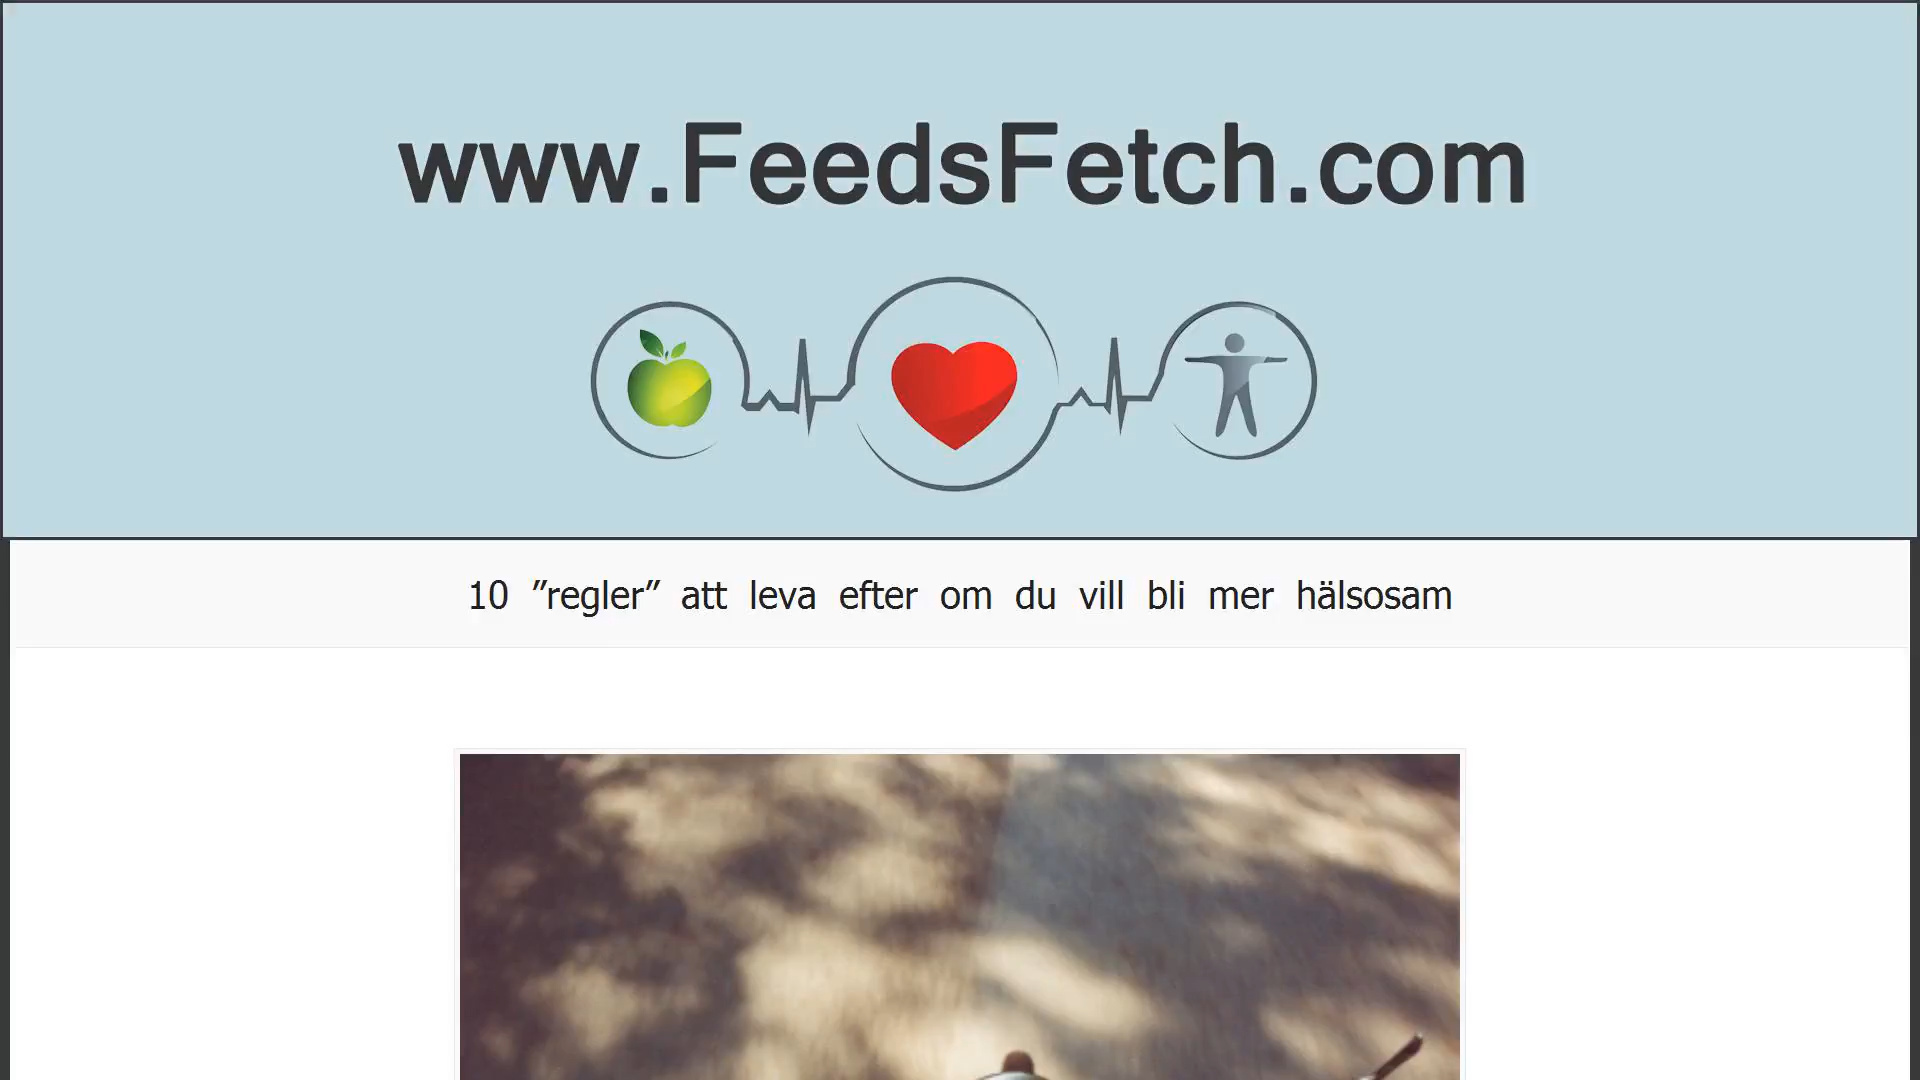 www.FeedsFetch.com
10 ”regler” att leva efter om du vill bli mer hälsosam